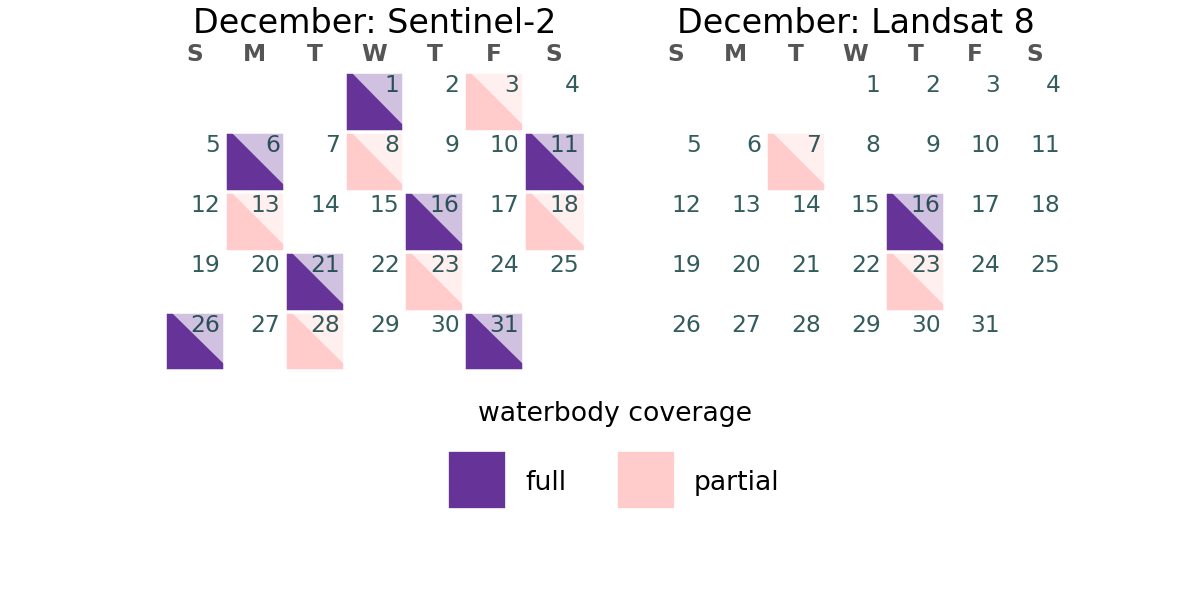 December: Sentinel-2
S M T W T F S
1 2 3 4
5 6 7 8 9 10 11
12 13 14 15 16 17 18
19 20 21 22 23 24 25
26 27 28 29 30 31
December: Landsat 8
S M T W T F S
1 2 3 4
5 6 7 8 9 10 11
12 13 14 15 16 17 18
19 20 21 22 23 24 25
26 27 28 29 30 31
waterbody coverage
full partial